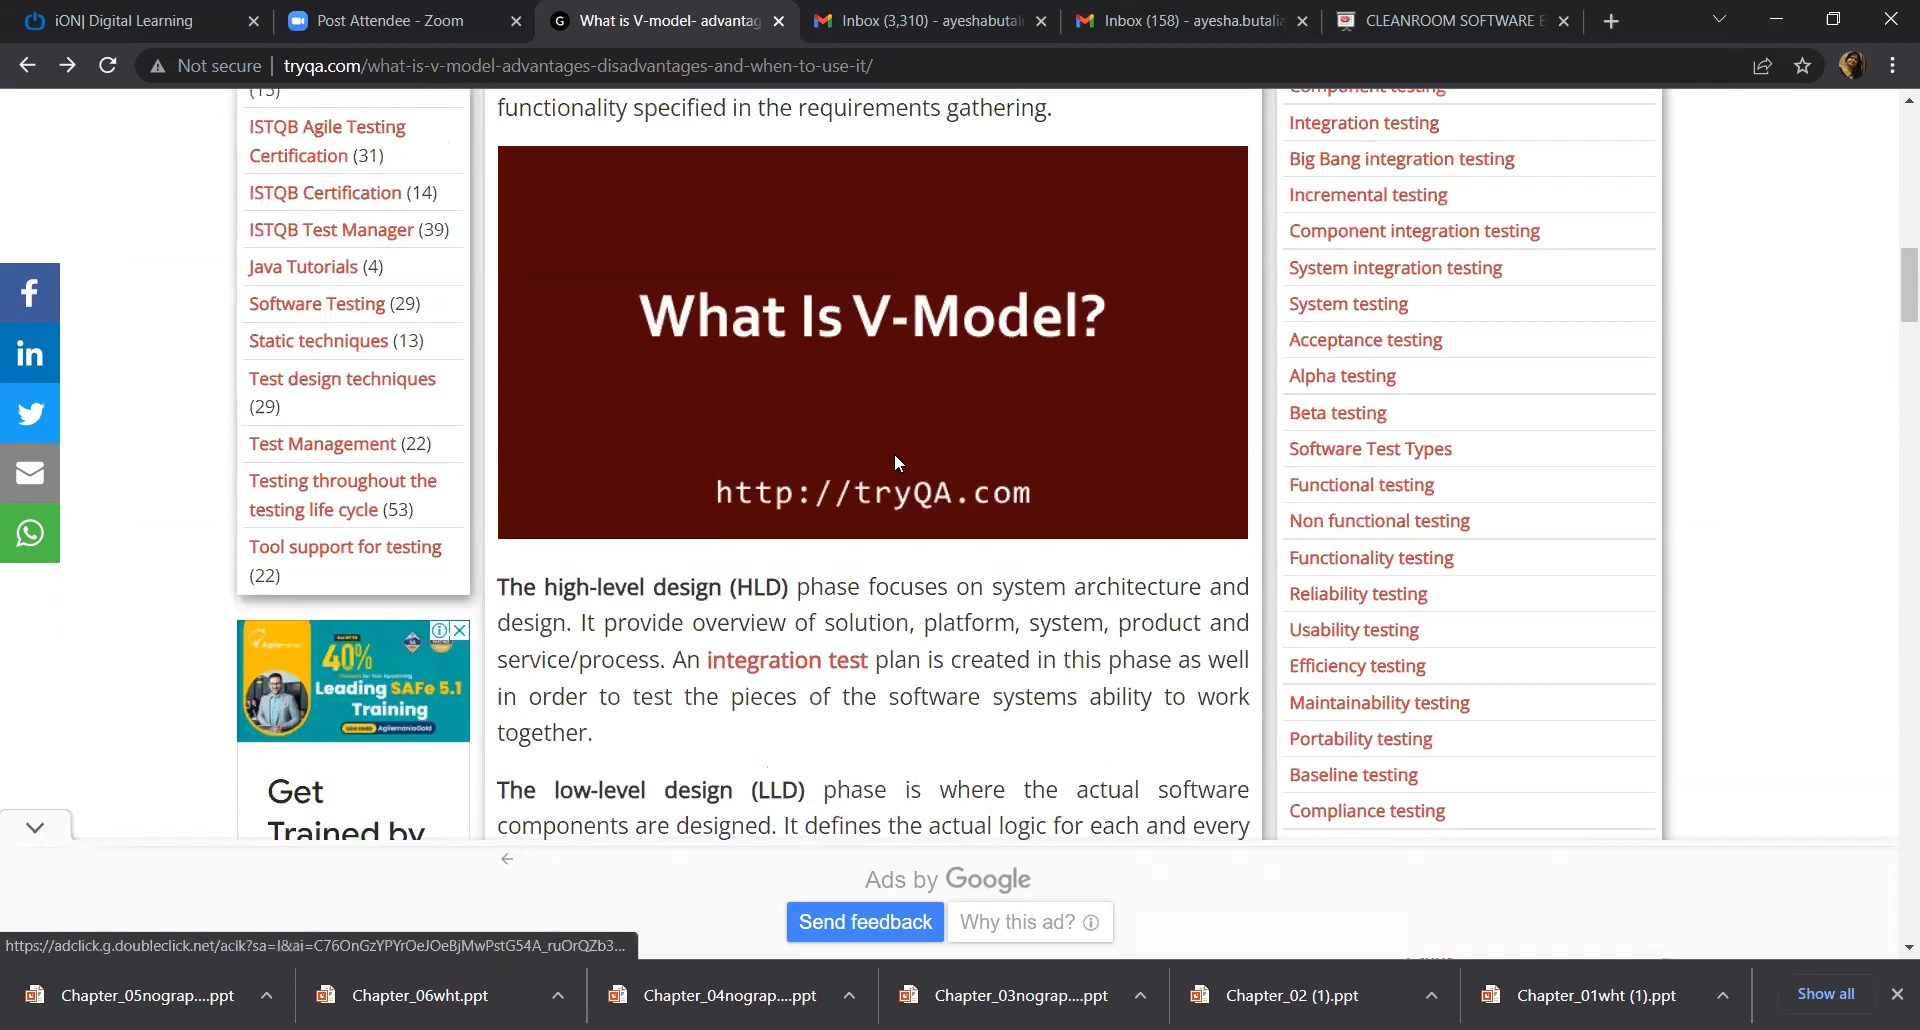 iON| Digital Learning
Post Attendee - Zoom
What is V-model- advantag
Inbox (3,310) - ayeshabutal
Inbox (158) - ayesha.butalia
CLEANROOM SOFTWARE E
Not secure
tryqa.com/what-is-v-model-advantages-disadvantages-and-when-to-use-it/
(13)
ISTQB Agile Testing
Certification (31)
ISTQB Certification (14)
ISTQB Test Manager (39)
Java Tutorials (4)
Software Testing (29)
Static techniques (13)
Test design techniques
(29)
Test Management (22)
Testing throughout the
testing life cycle (53)
Tool support for testing
(22)
40%
Leading SAFe 5.1
Training
Get
Trained by
functionality specified in the requirements gathering.
What Is V-Model?
http://tryQA.com
The high-level design (HLD) phase focuses on system architecture and
design. It provide overview of solution, platform, system, product and
service/process. An integration test plan is created in this phase as well
in order to test the pieces of the software systems ability to work
together.
The low-level design (LLD) phase is where the actual software
components are designed. It defines the actual logic for each and every
Component testing
Integration testing
Big Bang integration testing
Incremental testing
Component integration testing
System integration testing
System testing
Acceptance testing
Alpha testing
Beta testing
Software Test Types
Functional testing
Non functional testing
Functionality testing
Reliability testing
Usability testing
Efficiency testing
Maintainability testing
Portability testing
Baseline testing
Compliance testing
Ads by Google
Send feedback
Why this ad?
Chapter_05nograp....ppt
Chapter_06wht.ppt
Chapter_04nograp....ppt
Chapter_03nograp....ppt
Chapter_02 (1).ppt
Chapter_01wht (1).ppt
Show all